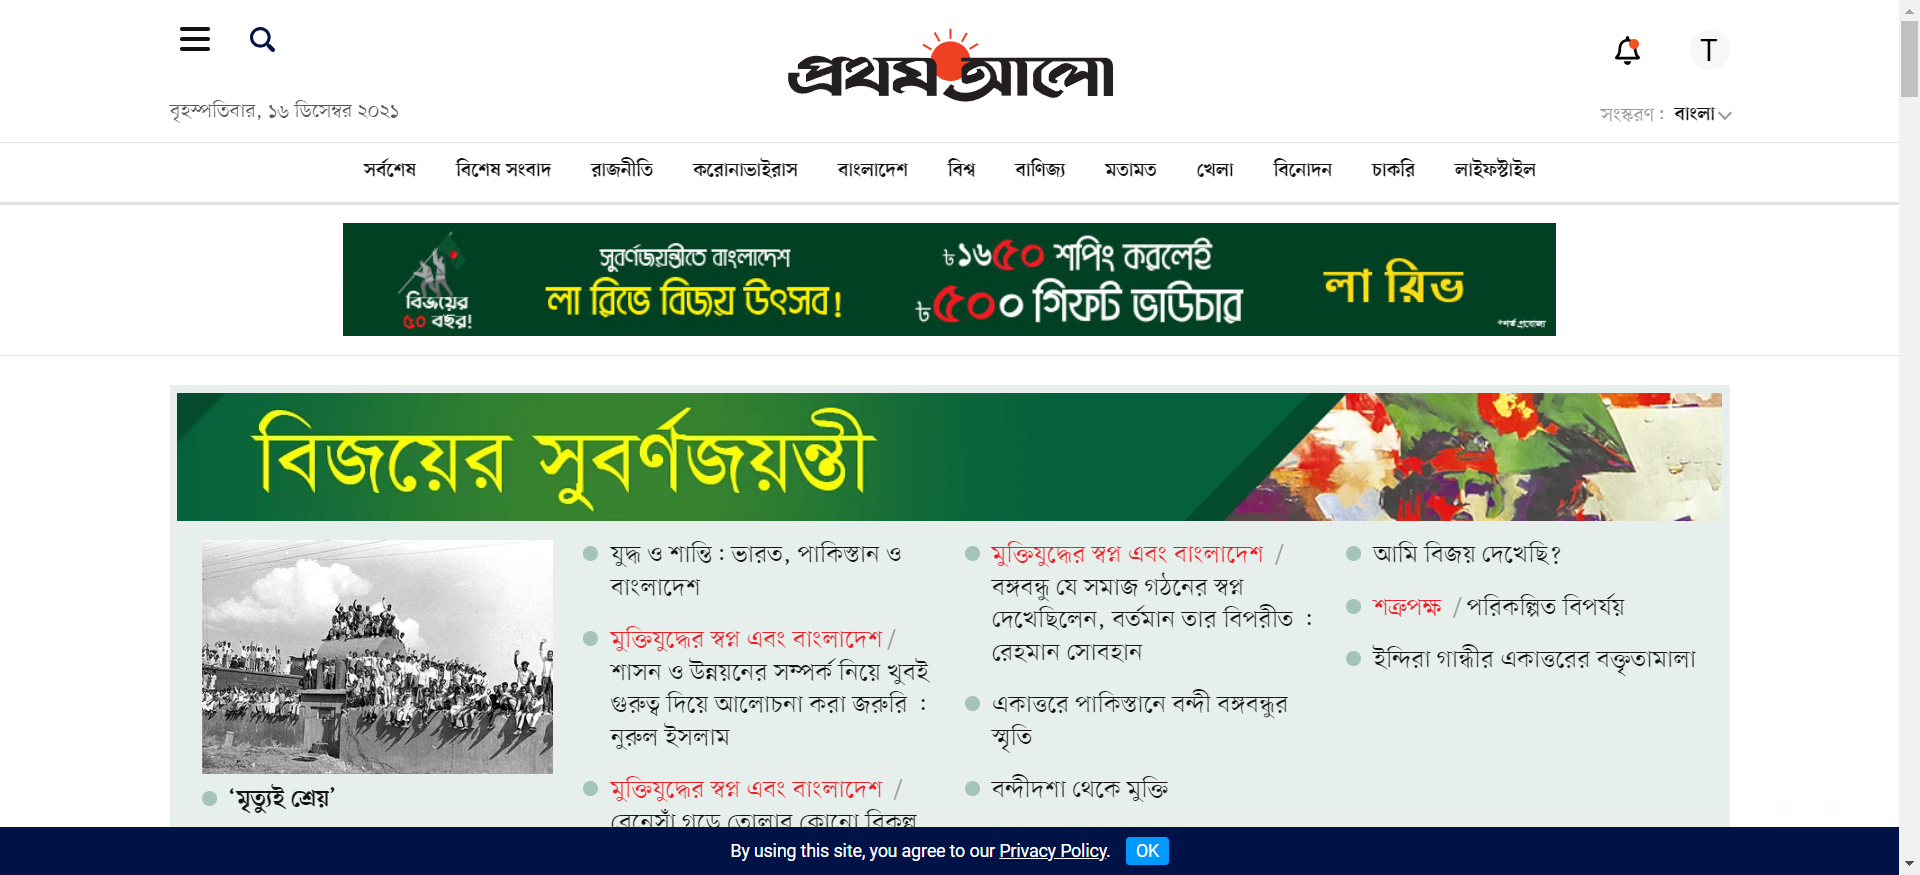 প্রথম আলো
T
বৃহস্পতিবার, ১৬ ডিসেম্বর ২০২১
সংস্করণ : বাংলা
সর্বশেষ বিশেষ সংবাদ রাজনীতি করোনাভাইরাস বাংলাদেশ বিশ্ব বাণিজ্য মতামত খেলা বিনোদন চাকরি লাইফস্টাইল
বিজয়ের
৫০ বছর!
সুবর্ণজয়ন্তীতে বাংলাদেশ
লা রিভে বিজয় উৎসব!
৳১৬৫০ শপিং করলেই
৳৫০০ গিফট ভাউচার
লা রিভ
*শর্ত প্রযোজ্য
বিজয়ের সুবর্ণজয়ন্তী
‘মৃত্যুই শ্রেয়’
যুদ্ধ ও শান্তি : ভারত, পাকিস্তান ও
বাংলাদেশ
মুক্তিযুদ্ধের স্বপ্ন এবং বাংলাদেশ /
শাসন ও উন্নয়নের সম্পর্ক নিয়ে খুবই
গুরুত্ব দিয়ে আলোচনা করা জরুরি :
নুরুল ইসলাম
মুক্তিযুদ্ধের স্বপ্ন এবং বাংলাদেশ /
রেনেসাঁ গড়ে তোলার কোনো বিকল্প
মুক্তিযুদ্ধের স্বপ্ন এবং বাংলাদেশ /
বঙ্গবন্ধু যে সমাজ গঠনের স্বপ্ন
দেখেছিলেন, বর্তমান তার বিপরীত :
রেহমান সোবহান
একাত্তরে পাকিস্তানে বন্দী বঙ্গবন্ধুর
স্মৃতি
বন্দীদশা থেকে মুক্তি
আমি বিজয় দেখেছি?
শত্রুপক্ষ / পরিকল্পিত বিপর্যয়
ইন্দিরা গান্ধীর একাত্তরের বক্তৃতামালা
By using this site, you agree to our Privacy Policy. OK